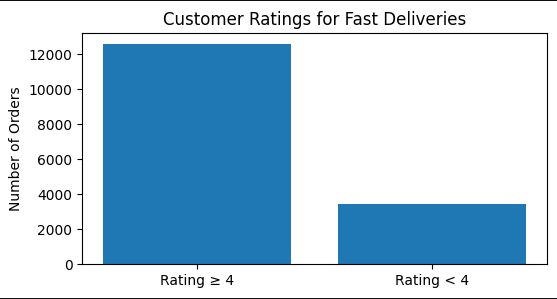 Customer Ratings for Fast Deliveries
Number of Orders
12000
10000
8000
6000
4000
2000
0
Rating ≥ 4
Rating < 4